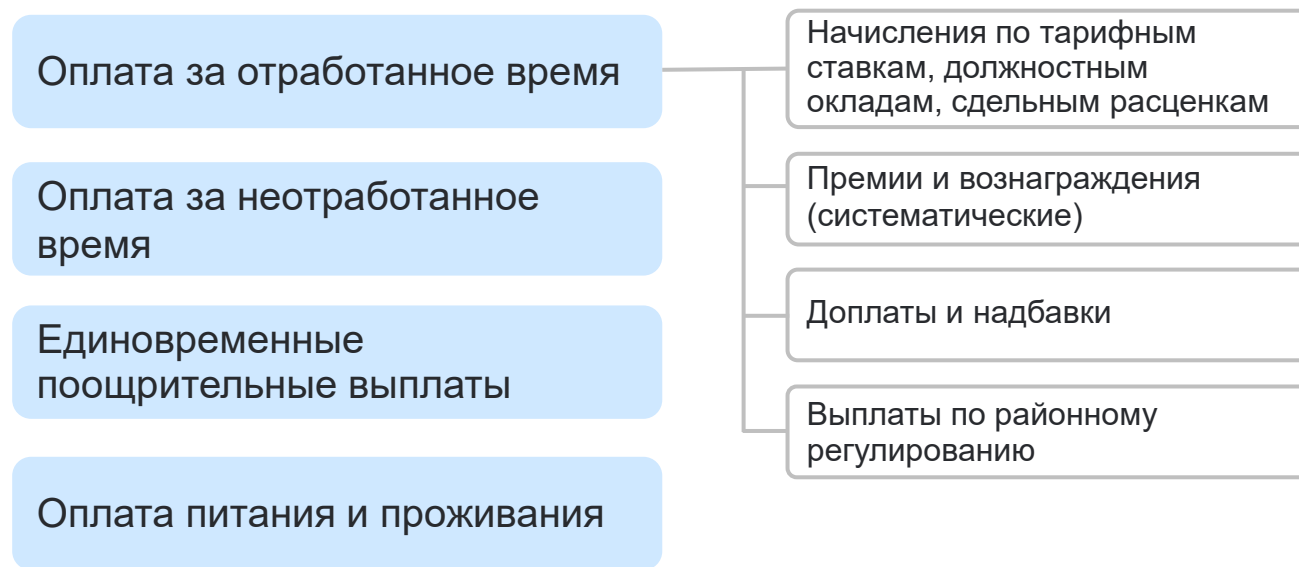 Оплата за отработанное время
Оплата за неотработанное
время
Единовременные
поощрительные выплаты
Оплата питания и проживания
Начисления по тарифным
ставкам, должностным
окладам, сдельным расценкам
Премии и вознаграждения
(систематические)
Доплаты и надбавки
Выплаты по районному
регулированию